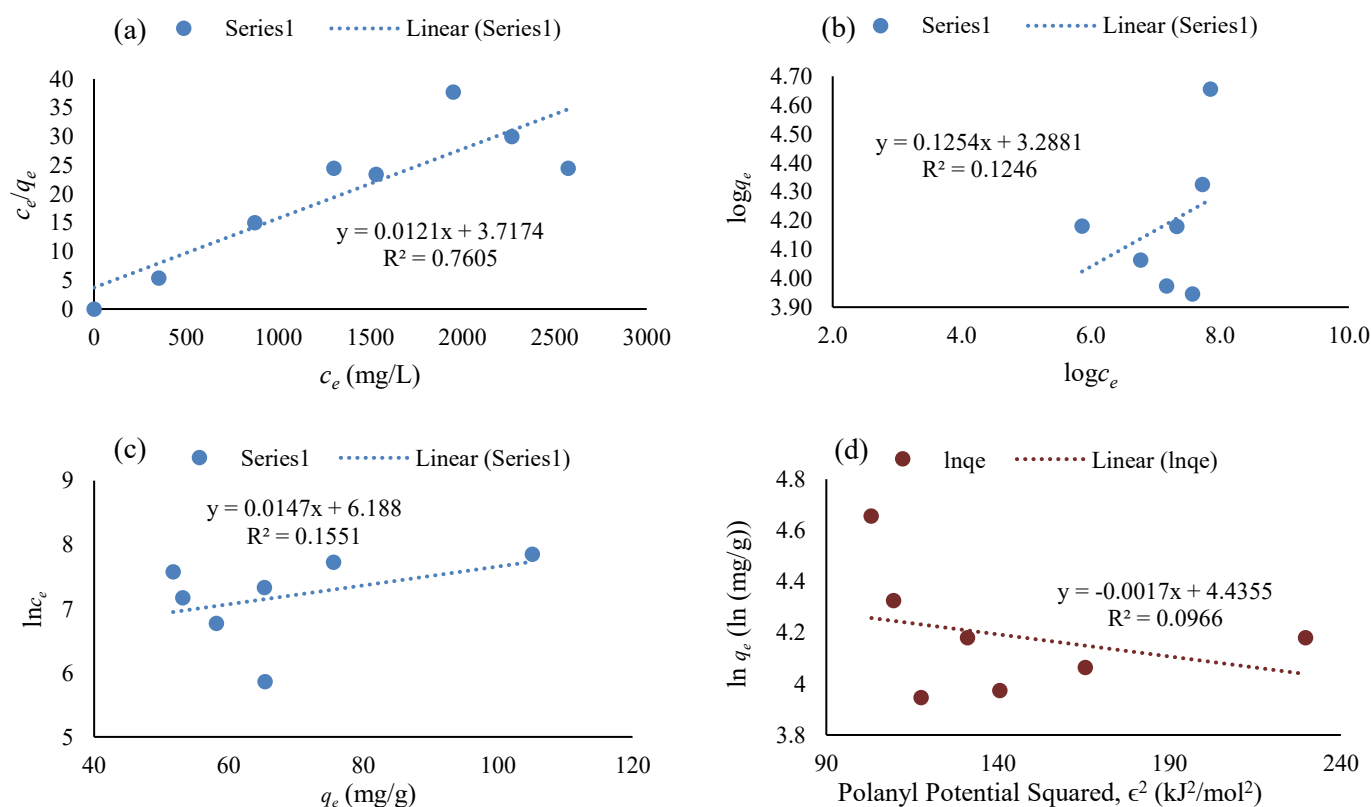 (a) Series1 Linear (Series1)
40
35
30
25
20
15
10
5
0
c_e/q_e
y = 0.0121x + 3.7174
R² = 0.7605
0 500 1000 1500 2000 2500 3000
c_e (mg/L)
(b) Series1 Linear (Series1)
4.70
4.60
4.50
4.40
4.30
4.20
4.10
4.00
3.90
logq_e
y = 0.1254x + 3.2881
R² = 0.1246
2.0 4.0 6.0 8.0 10.0
logc_e
(c) Series1 Linear (Series1)
9
8
7
6
5
lnc_e
y = 0.0147x + 6.188
R² = 0.1551
40 60 80 100 120
q_e (mg/g)
(d) lnqe Linear (lnqe)
4.8
4.6
4.4
4.2
4
3.8
ln q_e (ln (mg/g))
y = -0.0017x + 4.4355
R² = 0.0966
90 140 190 240
Polanyl Potential Squared, ϵ² (kJ²/mol²)